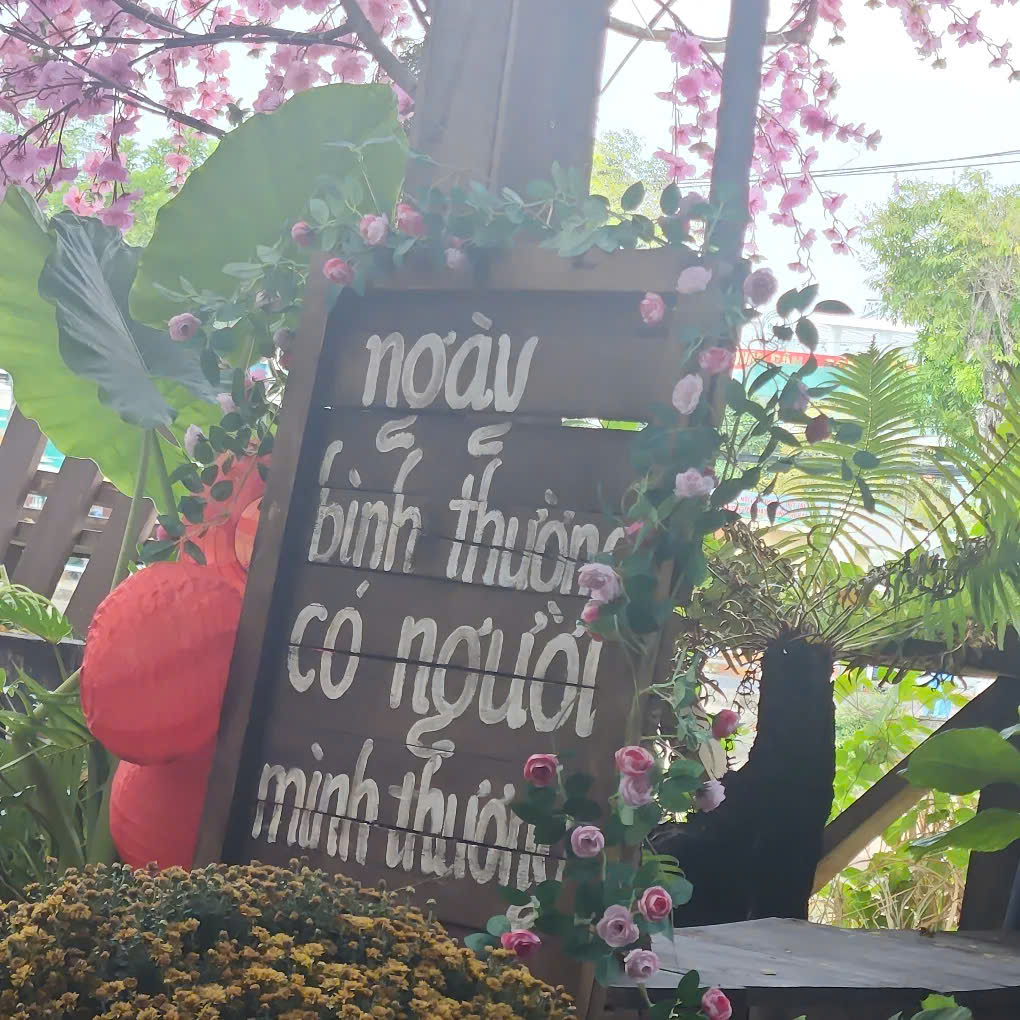 ngày
bình thường
có người
mình thương